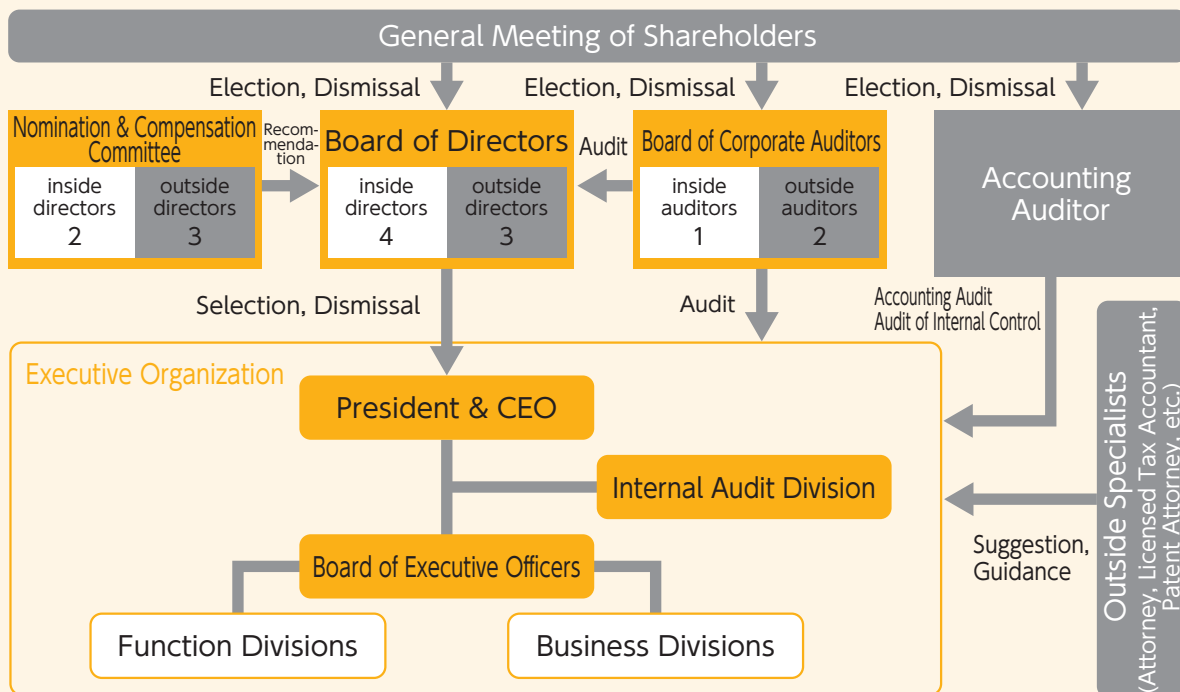 General Meeting of Shareholders
Election, Dismissal
Election, Dismissal
Election, Dismissal
Nomination & Compensation
Committee
inside
directors
2
outside
directors
3
Recom-
menda-
tion
Board of Directors
inside
directors
4
outside
directors
3
Audit
Board of Corporate Auditors
inside
auditors
1
outside
auditors
2
Accounting
Auditor
Selection, Dismissal
Audit
Accounting Audit
Audit of Internal Control
Executive Organization
President & CEO
Internal Audit Division
Board of Executive Officers
Function Divisions
Business Divisions
Suggestion,
Guidance
Outside Specialists
(Attorney, Licensed Tax Accountant,
Patent Attorney, etc.)